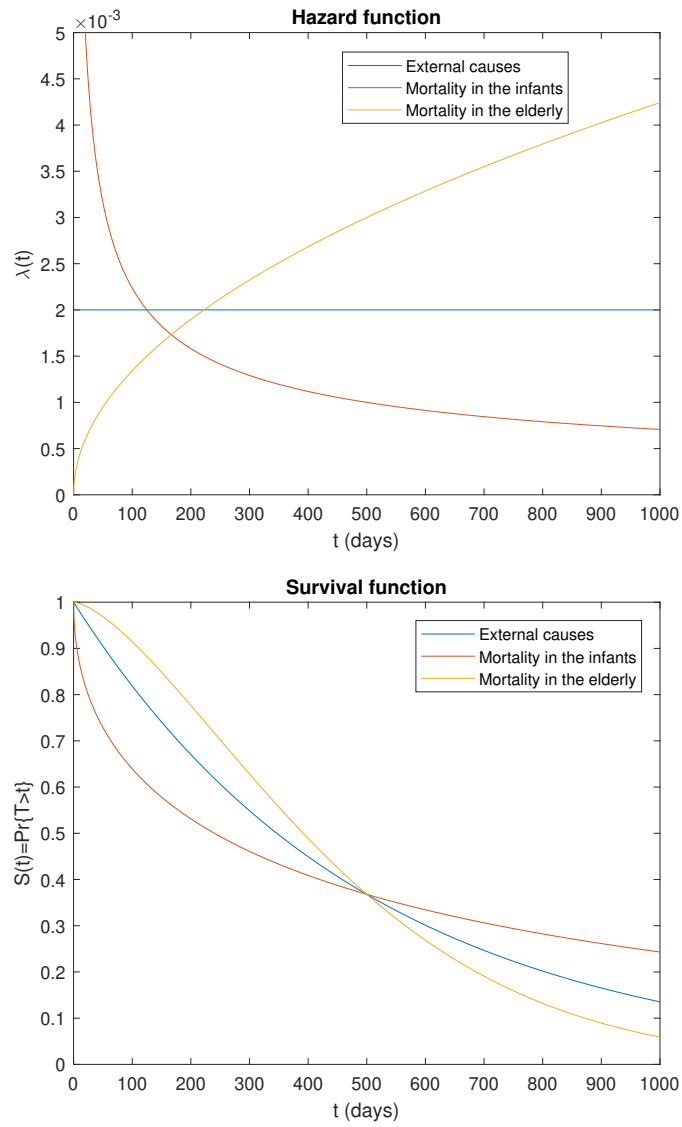 Hazard function
×10-3
5
4.5
4
3.5
3
2.5
2
1.5
1
0.5
0
λ(t)
External causes
Mortality in the infants
Mortality in the elderly
0 100 200 300 400 500 600 700 800 900 1000
t (days)
Survival function
1
0.9
0.8
0.7
0.6
0.5
0.4
0.3
0.2
0.1
0
S(t)=Pr{T>t}
External causes
Mortality in the infants
Mortality in the elderly
0 100 200 300 400 500 600 700 800 900 1000
t (days)